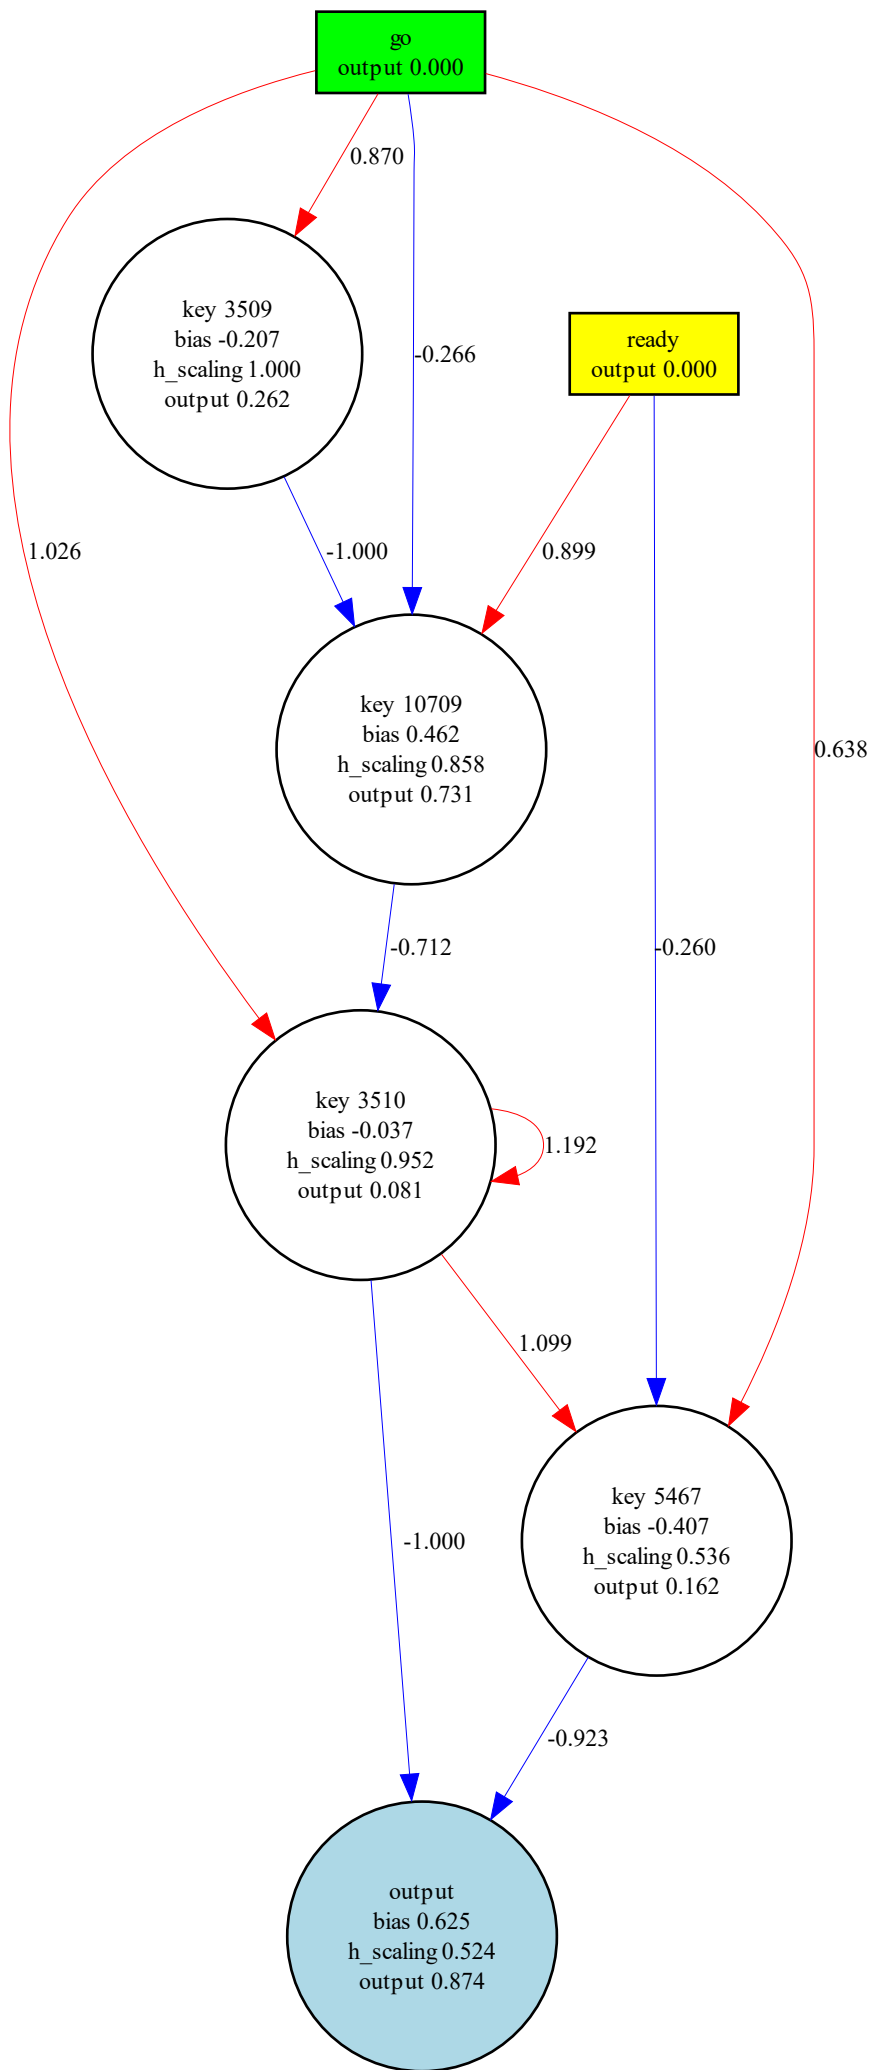 go
output 0.000
0.870
key 3509
bias -0.207
h_scaling 1.000
output 0.262
-0.266
ready
output 0.000
1.026
-1.000
0.899
key 10709
bias 0.462
h_scaling 0.858
output 0.731
0.638
-0.712
-0.260
key 3510
bias -0.037
h_scaling 0.952
output 0.081
1.192
1.099
key 5467
bias -0.407
h_scaling 0.536
output 0.162
-1.000
-0.923
output
bias 0.625
h_scaling 0.524
output 0.874